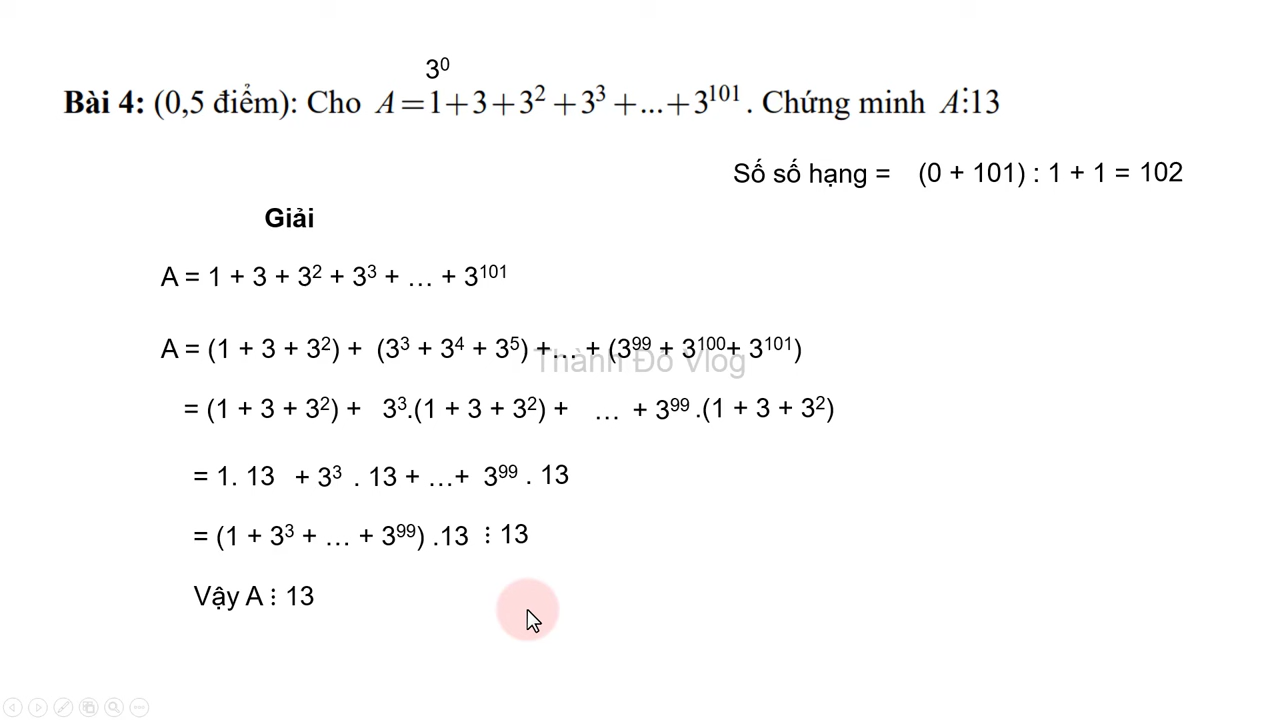 3⁰
Bài 4: (0,5 điểm): Cho A = 1 + 3 + 3² + 3³ + ... + 3¹⁰¹ . Chứng minh A⋮13
Số số hạng = (0 + 101) : 1 + 1 = 102
Giải
A = 1 + 3 + 3² + 3³ + … + 3¹⁰¹
A = (1 + 3 + 3²) + (3³ + 3⁴ + 3⁵) +… + (3⁹⁹ + 3¹⁰⁰+ 3¹⁰¹)
Thành Đô Vlog
= (1 + 3 + 3²) + 3³.(1 + 3 + 3²) + … + 3⁹⁹ .(1 + 3 + 3²)
= 1. 13 + 3³ . 13 + …+ 3⁹⁹ . 13
= (1 + 3³ + … + 3⁹⁹) .13 ⋮ 13
Vậy A ⋮ 13